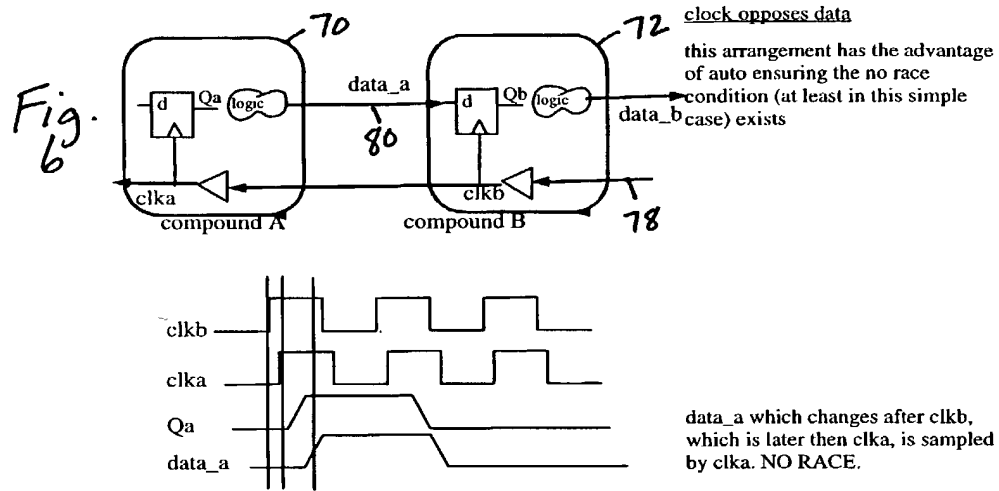 70
72
clock opposes data
this arrangement has the advantage
of auto ensuring the no race
condition (at least in this simple
case) exists
Fig.
6
d
Qa
logic
data_a
80
d
Qb
logic
data_b
clka
clkb
78
compound A
compound B
clkb
clka
Qa
data_a
data_a which changes after clkb,
which is later then clka, is sampled
by clka. NO RACE.